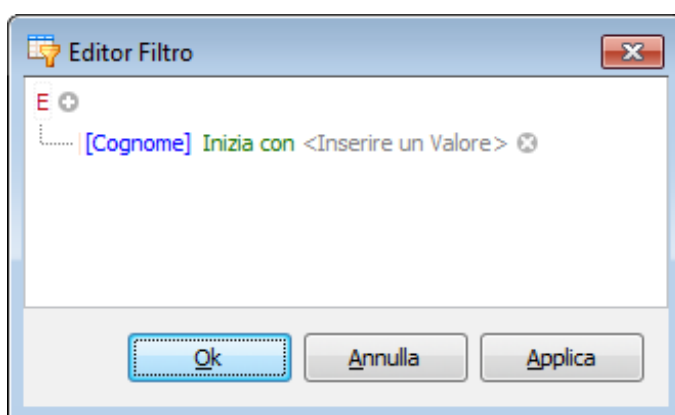 Editor Filtro
E
[Cognome] Inizia con <Inserire un Valore>
Ok Annulla Applica